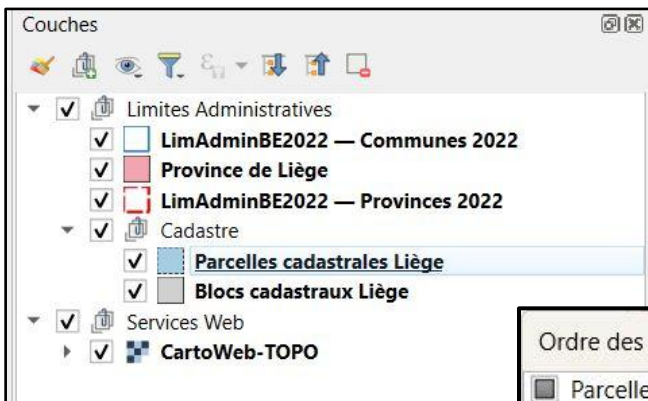 Couches
Limites Administratives
LimAdminBE2022 — Communes 2022
Province de Liège
LimAdminBE2022 — Provinces 2022
Cadastre
Parcelles cadastrales Liège
Blocs cadastraux Liège
Services Web
CartoWeb-TOPO
Ordre des
Parcelle